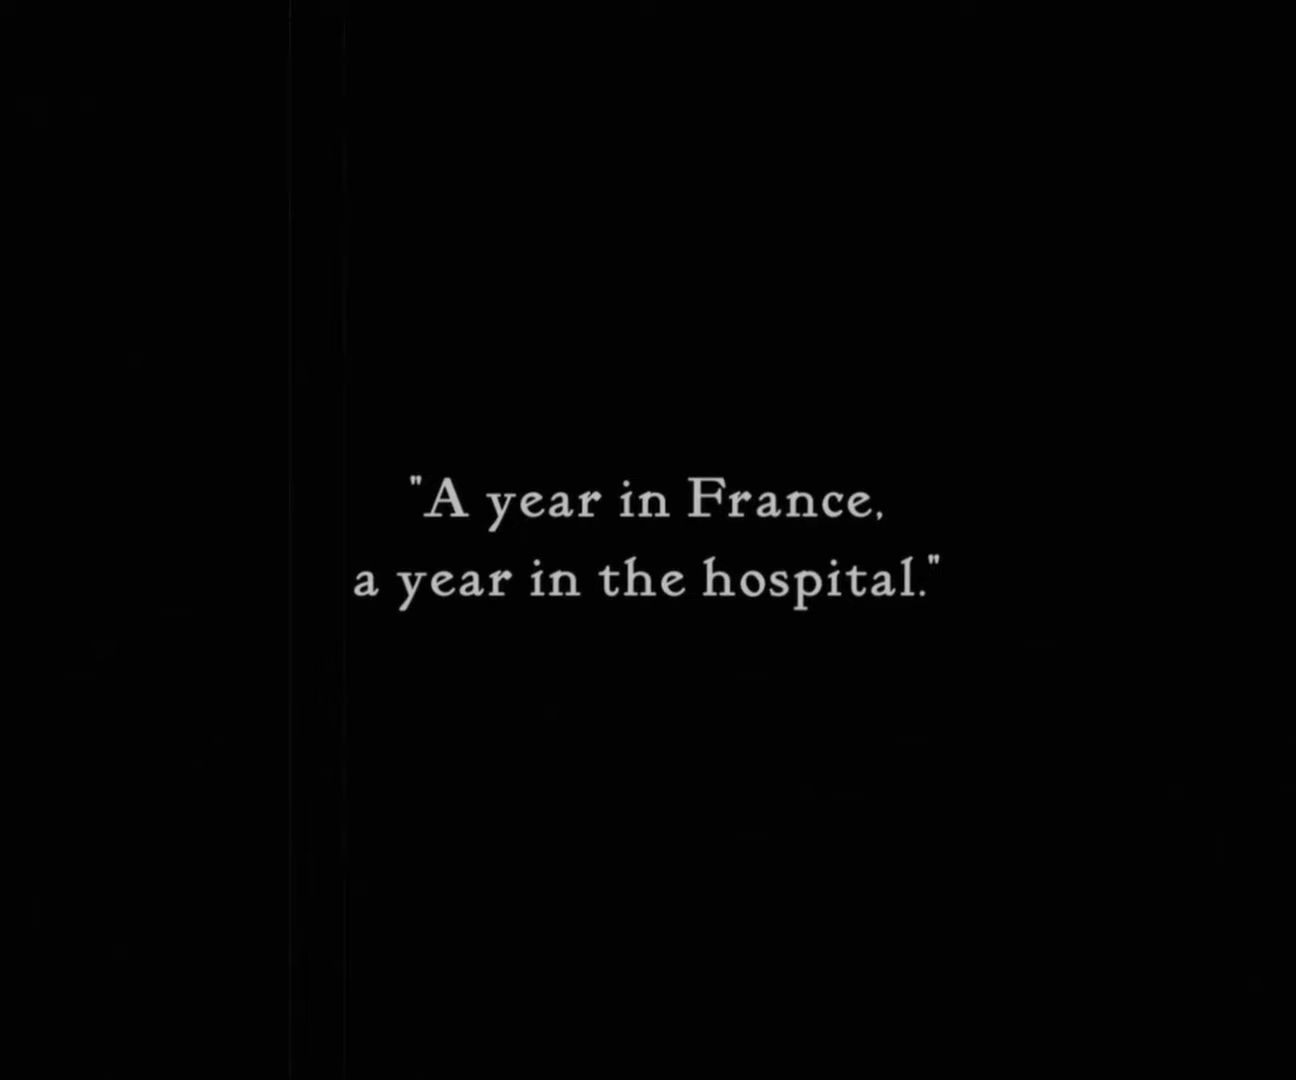 "A year in France,
a year in the hospital."